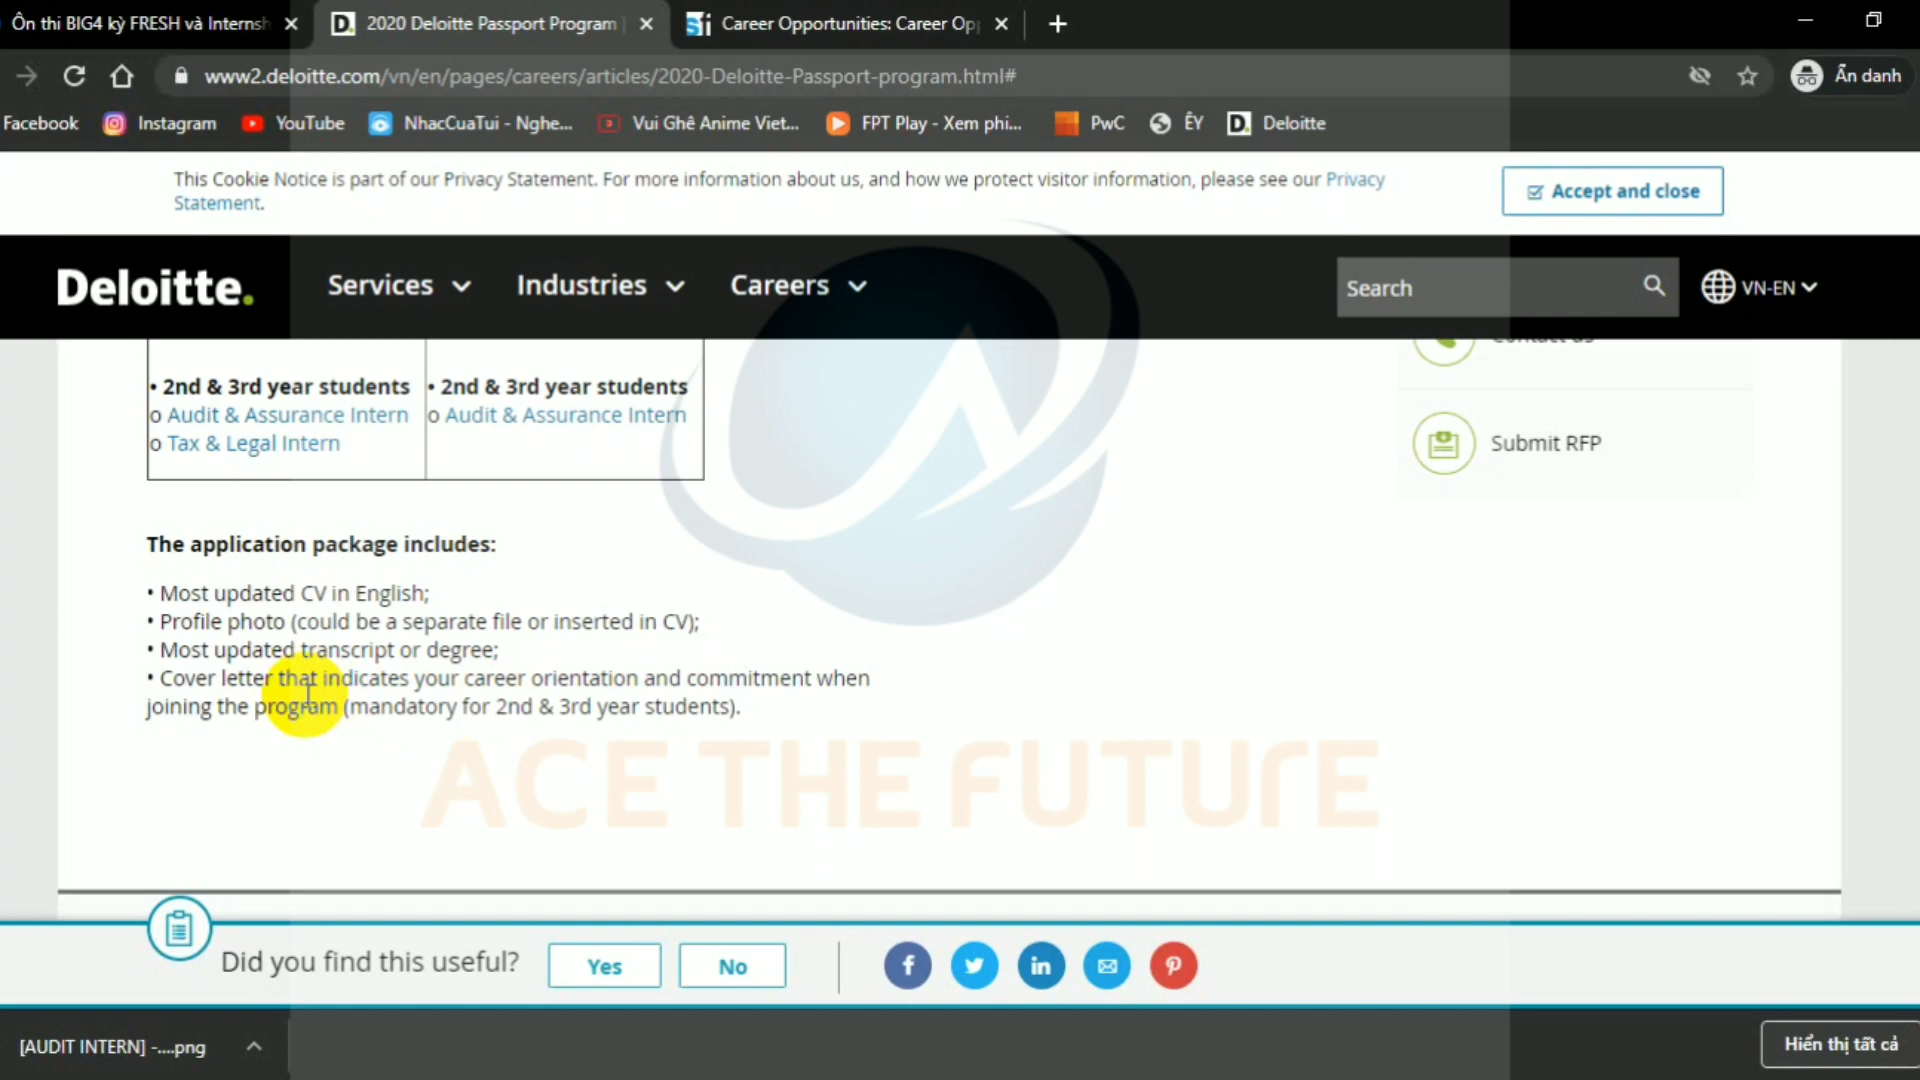 Ôn thi BIG4 kỳ FRESH và Internsh
2020 Deloitte Passport Program
Career Opportunities: Career Op
www2.deloitte.com/vn/en/pages/careers/articles/2020-Deloitte-Passport-program.html#
Ẩn danh
Facebook Instagram YouTube NhacCuaTui - Nghe... Vui Ghê Anime Viet... FPT Play - Xem phi... PwC ÊY Deloitte
This Cookie Notice is part of our Privacy Statement. For more information about us, and how we protect visitor information, please see our Privacy
Statement.
Accept and close
Deloitte.
Services Industries Careers
Search
VN-EN
Contact us
• 2nd & 3rd year students
o Audit & Assurance Intern
o Tax & Legal Intern
• 2nd & 3rd year students
o Audit & Assurance Intern
Submit RFP
The application package includes:
• Most updated CV in English;
• Profile photo (could be a separate file or inserted in CV);
• Most updated transcript or degree;
• Cover letter that indicates your career orientation and commitment when
joining the program (mandatory for 2nd & 3rd year students).
ACE THE FUTURE
Did you find this useful?
Yes
No
[AUDIT INTERN] -....png
Hiển thị tất cả